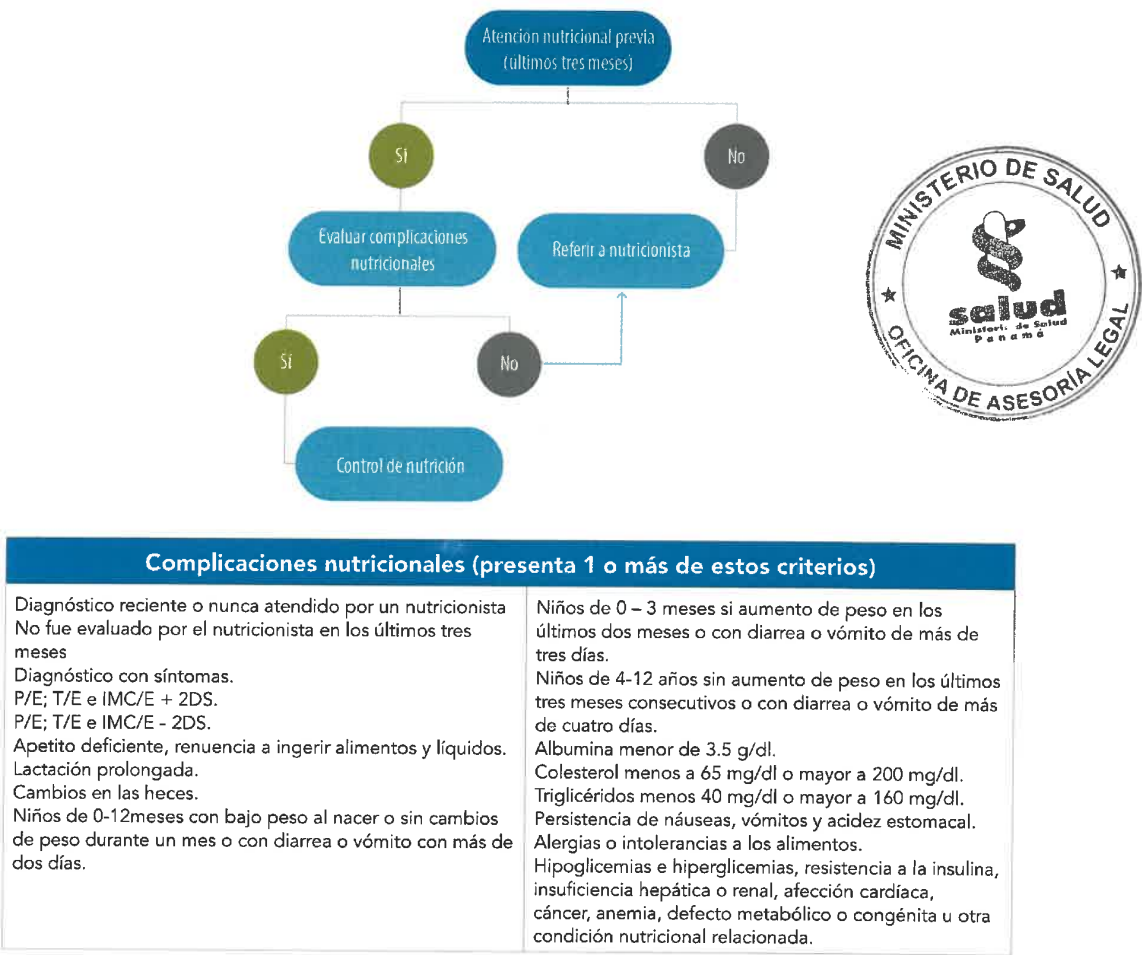 Atencion nutricional previa
(últimos tres meses)
Sí
No
Evaluar complicaciones
nutricionales
Referir a nutricionista
Sí
No
Control de nutrición
MINISTERIO DE SALUD
salud
Ministerio de Salud
Panamá
OFICINA DE ASESORÍA LEGAL
Complicaciones nutricionales (presenta 1 o más de estos criterios)
Diagnóstico reciente o nunca atendido por un nutricionista
No fue evaluado por el nutricionista en los últimos tres
meses
Diagnóstico con síntomas.
P/E; T/E e IMC/E + 2DS.
P/E; T/E e IMC/E - 2DS.
Apetito deficiente, renuencia a ingerir alimentos y líquidos.
Lactación prolongada.
Cambios en las heces.
Niños de 0-12meses con bajo peso al nacer o sin cambios
de peso durante un mes o con diarrea o vómito con más de
dos días.
Niños de 0 – 3 meses si aumento de peso en los
últimos dos meses o con diarrea o vómito de más de
tres días.
Niños de 4-12 años sin aumento de peso en los últimos
tres meses consecutivos o con diarrea o vómito de más
de cuatro días.
Albumina menor de 3.5 g/dl.
Colesterol menos a 65 mg/dl o mayor a 200 mg/dl.
Triglicéridos menos 40 mg/dl o mayor a 160 mg/dl.
Persistencia de náuseas, vómitos y acidez estomacal.
Alergias o intolerancias a los alimentos.
Hipoglicemias e hiperglicemias, resistencia a la insulina,
insuficiencia hepática o renal, afección cardíaca,
cáncer, anemia, defecto metabólico o congénita u otra
condición nutricional relacionada.